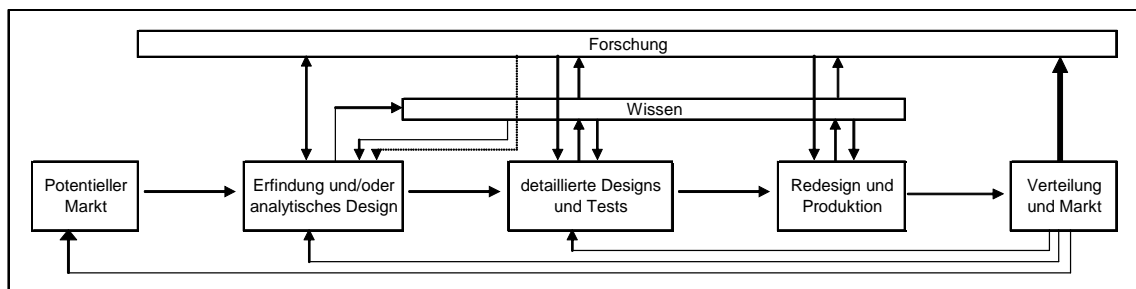 Forschung
Wissen
Potentieller
Markt
Erfindung und/oder
analytisches Design
detaillierte Designs
und Tests
Redesign und
Produktion
Verteilung
und Markt